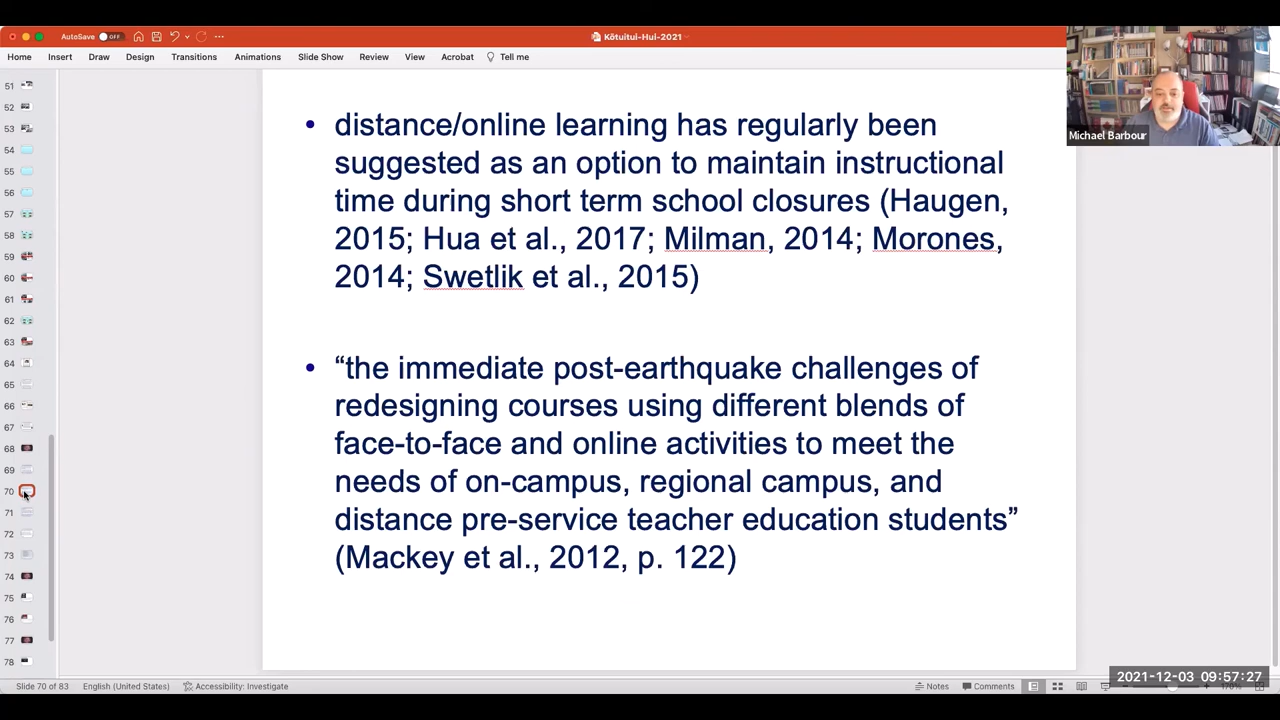 AutoSave OFF
Kōtuitui-Hui-2021
Home Insert Draw Design Transitions Animations Slide Show Review View Acrobat Tell me
Michael Barbour
• distance/online learning has regularly been
suggested as an option to maintain instructional
time during short term school closures (Haugen,
2015; Hua et al., 2017; Milman, 2014; Morones,
2014; Swetlik et al., 2015)
• “the immediate post-earthquake challenges of
redesigning courses using different blends of
face-to-face and online activities to meet the
needs of on-campus, regional campus, and
distance pre-service teacher education students”
(Mackey et al., 2012, p. 122)
51
52
53
54
55
56
57
58
59
60
61
62
63
64
65
66
67
68
69
70
71
72
73
74
75
76
77
78
Slide 70 of 83 English (United States) Accessibility: Investigate Notes Comments
2021-12-03 09:57:27